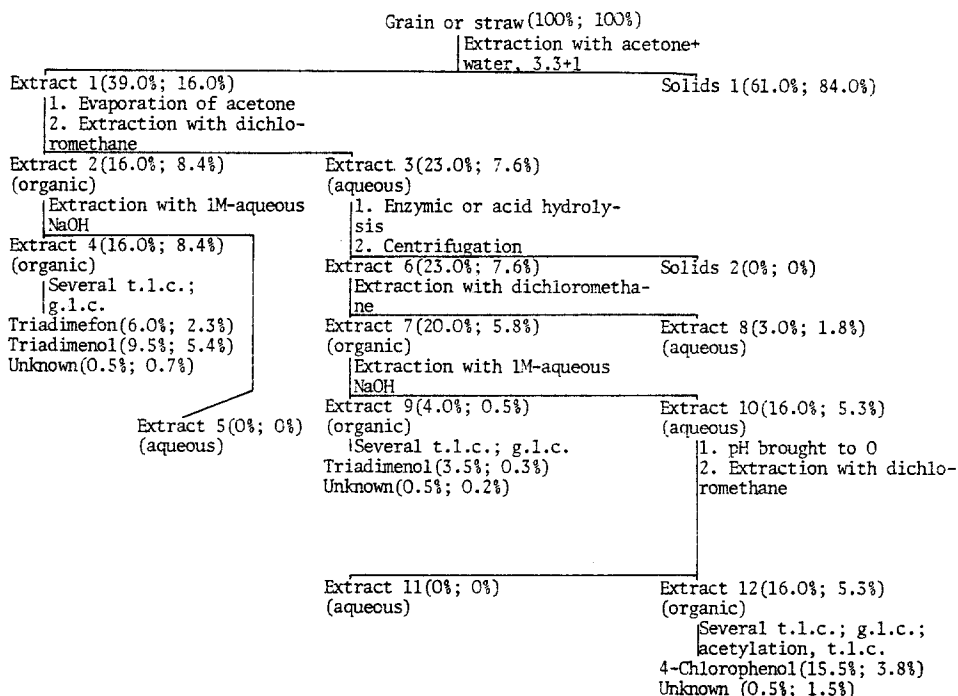 Grain or straw(100%; 100%)
Extraction with acetone+
water, 3.3+1
Extract 1(39.0%; 16.0%)
Solids 1(61.0%; 84.0%)
1. Evaporation of acetone
2. Extraction with dichlo-
romethane
Extract 2(16.0%; 8.4%)
(organic)
Extract 3(23.0%; 7.6%)
(aqueous)
Extraction with 1M-aqueous
NaOH
1. Enzymic or acid hydroly-
sis
2. Centrifugation
Extract 4(16.0%; 8.4%)
(organic)
Several t.l.c.;
g.l.c.
Triadimefon(6.0%; 2.3%)
Triadimenol(9.5%; 5.4%)
Unknown(0.5%; 0.7%)
Extract 5(0%; 0%)
(aqueous)
Extract 6(23.0%; 7.6%)
Solids 2(0%; 0%)
Extraction with dichlorometha-
ne
Extract 7(20.0%; 5.8%)
(organic)
Extract 8(3.0%; 1.8%)
(aqueous)
Extraction with 1M-aqueous
NaOH
Extract 9(4.0%; 0.5%)
(organic)
Several t.l.c.; g.l.c.
Triadimenol(3.5%; 0.3%)
Unknown(0.5%; 0.2%)
Extract 10(16.0%; 5.3%)
(aqueous)
1. pH brought to 0
2. Extraction with dichlo-
romethane
Extract 11(0%; 0%)
(aqueous)
Extract 12(16.0%; 5.3%)
(organic)
Several t.l.c.; g.l.c.;
acetylation, t.l.c.
4-Chlorophenol(15.5%; 3.8%)
Unknown (0.5%; 1.5%)